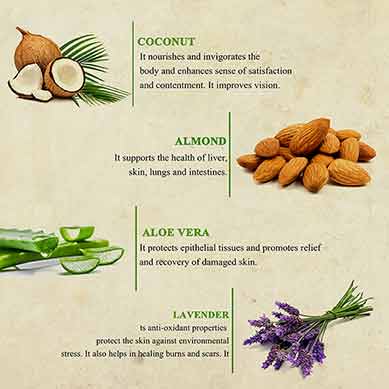 COCONUT
It nourishes and invigorates the
body and enhances sense of satisfaction
and contentment. It improves vision.
ALMOND
It supports the health of liver,
skin, lungs and intestines.
ALOE VERA
It protects epithelial tissues and promotes relief
and recovery of damaged skin.
LAVENDER
ts anti-oxidant properties
protect the skin against environmental
stress. It also helps in healing burns and scars. It